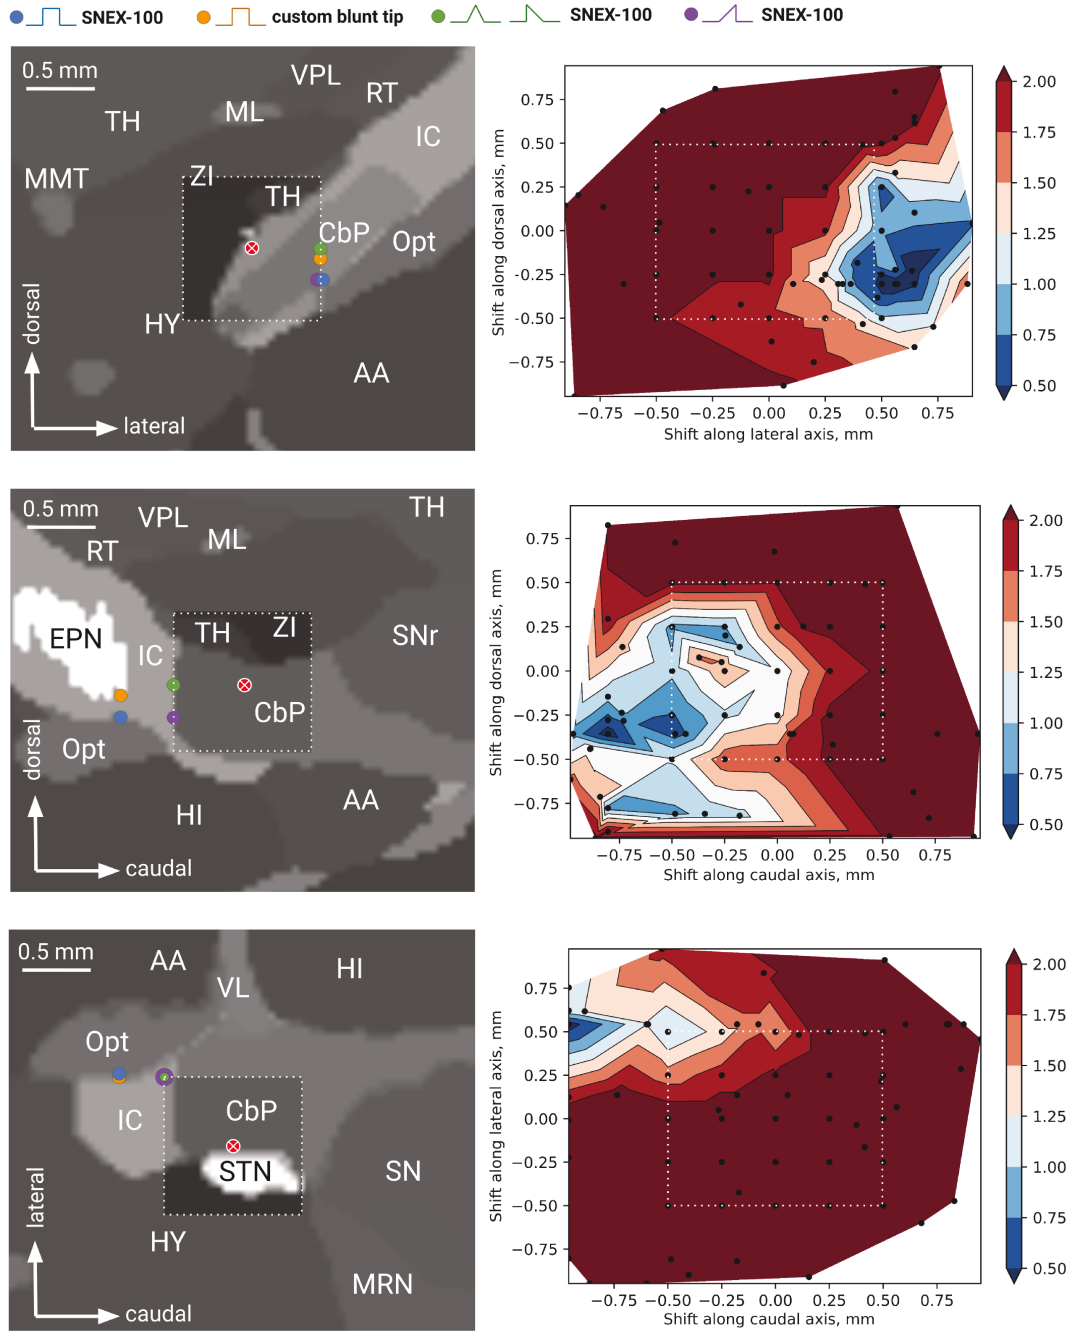 SNEX-100 custom blunt tip SNEX-100 SNEX-100
0.5 mm
VPL
RT
TH
ML
IC
MMT
ZI
TH
CbP
Opt
HY
AA
dorsal
lateral
2.00
1.75
1.50
1.25
1.00
0.75
0.50
Shift along dorsal axis, mm
0.75
0.50
0.25
0.00
−0.25
−0.50
−0.75
−0.75 −0.50 −0.25 0.00 0.25 0.50 0.75
Shift along lateral axis, mm
0.5 mm
TH
VPL
ML
RT
EPN
IC
TH
ZI
SNr
CbP
Opt
HI
AA
dorsal
caudal
2.00
1.75
1.50
1.25
1.00
0.75
0.50
Shift along dorsal axis, mm
0.75
0.50
0.25
0.00
−0.25
−0.50
−0.75
−0.75 −0.50 −0.25 0.00 0.25 0.50 0.75
Shift along caudal axis, mm
0.5 mm
AA
HI
VL
Opt
IC
CbP
STN
SN
HY
MRN
lateral
caudal
2.00
1.75
1.50
1.25
1.00
0.75
0.50
Shift along lateral axis, mm
0.75
0.50
0.25
0.00
−0.25
−0.50
−0.75
−0.75 −0.50 −0.25 0.00 0.25 0.50 0.75
Shift along caudal axis, mm